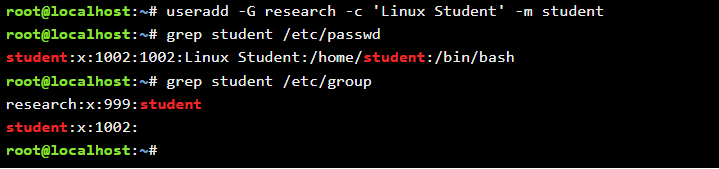 root@localhost:~# useradd -G research -c 'Linux Student' -m student
root@localhost:~# grep student /etc/passwd
student:x:1002:1002:Linux Student:/home/student:/bin/bash
root@localhost:~# grep student /etc/group
research:x:999:student
student:x:1002:
root@localhost:~#